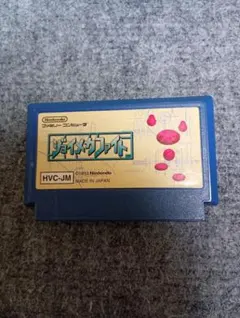 Nintendo
ファミリーコンピュータ
ジョイメカファイト
©1993 Nintendo
MADE IN JAPAN
HVC-JM